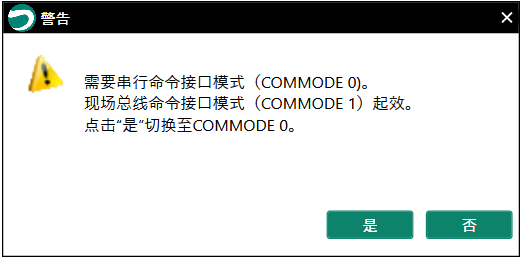 警告
需要串行命令接口模式（COMMODE 0)。
现场总线命令接口模式（COMMODE 1）起效。
点击“是”切换至COMMODE 0。
是
否